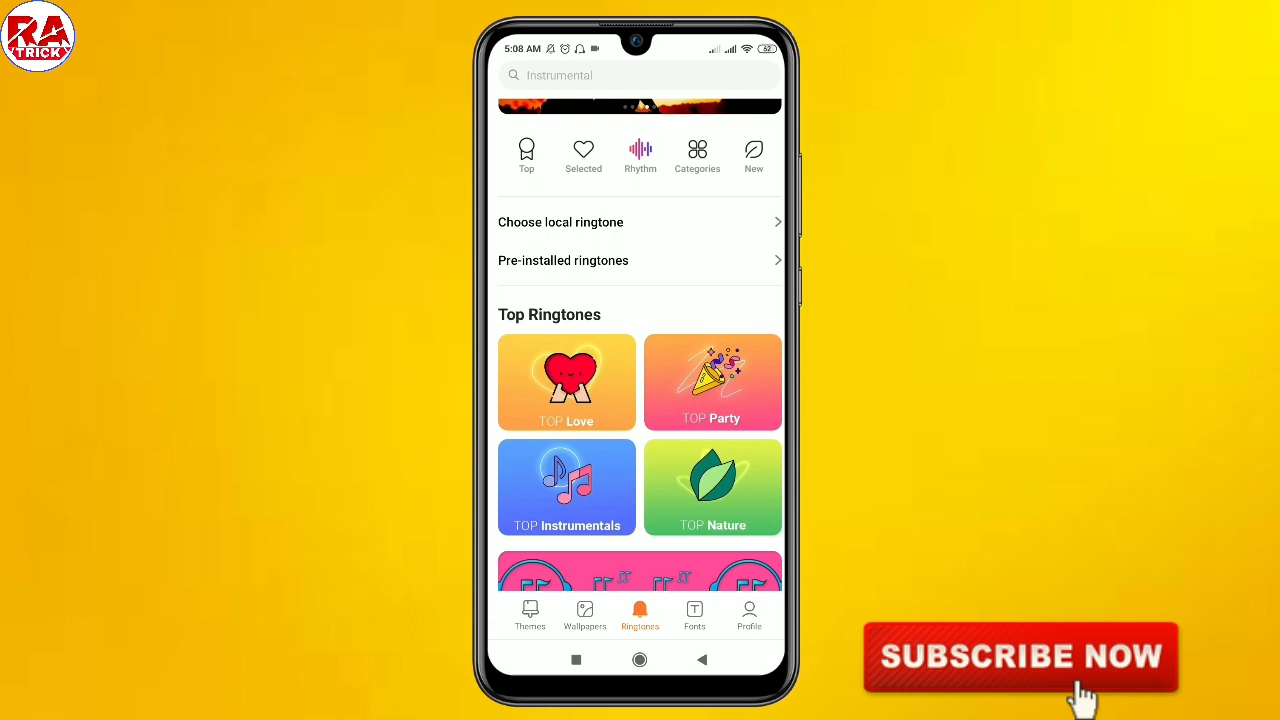 RA
TRICK
5:08 AM
62
Instrumental
Top Selected Rhythm Categories New
Choose local ringtone
Pre-installed ringtones
Top Ringtones
TOP Love
TOP Party
TOP Instrumentals
TOP Nature
Themes Wallpapers Ringtones Fonts Profile
SUBSCRIBE NOW